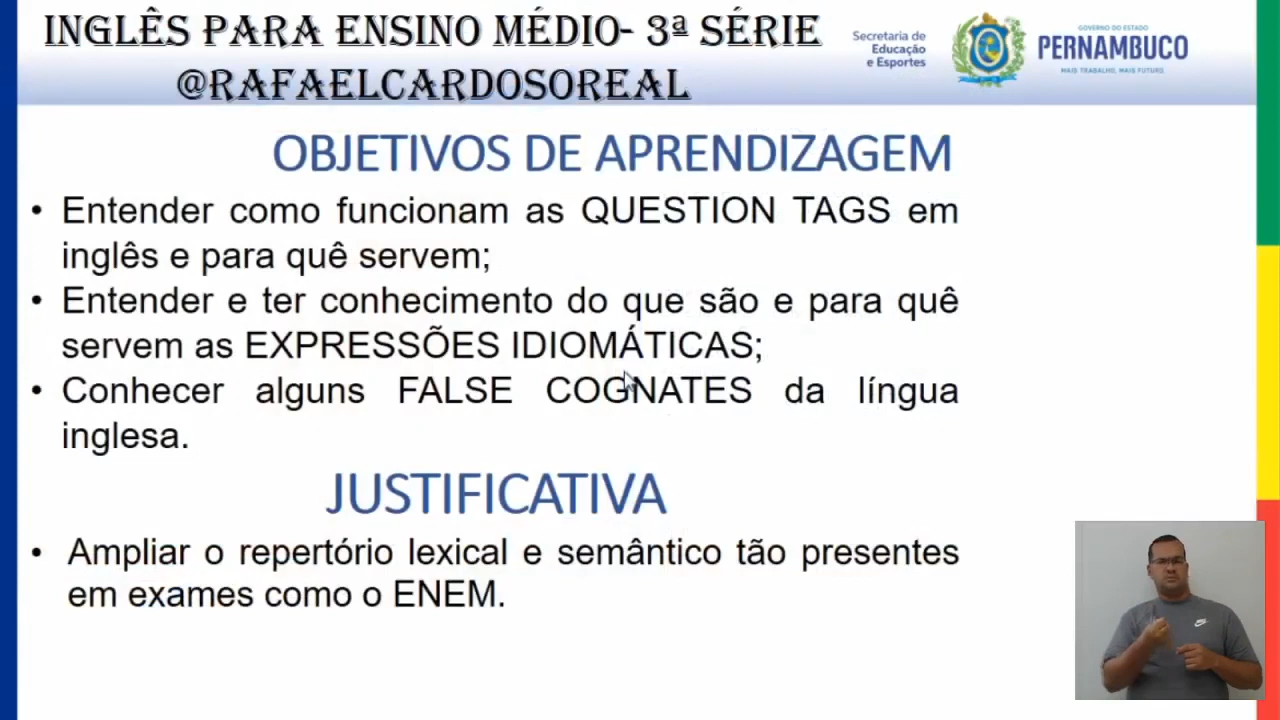 INGLÊS PARA ENSINO MÉDIO- 3ª SÉRIE
@RAFAELCARDOSOREAL
Secretaria de
Educação
e Esportes
GOVERNO DO ESTADO
PERNAMBUCO
MAIS TRABALHO, MAIS FUTURO.
OBJETIVOS DE APRENDIZAGEM
• Entender como funcionam as QUESTION TAGS em
inglês e para quê servem;
• Entender e ter conhecimento do que são e para quê
servem as EXPRESSÕES IDIOMÁTICAS;
• Conhecer alguns FALSE COGNATES da língua
inglesa.
JUSTIFICATIVA
• Ampliar o repertório lexical e semântico tão presentes
em exames como o ENEM.